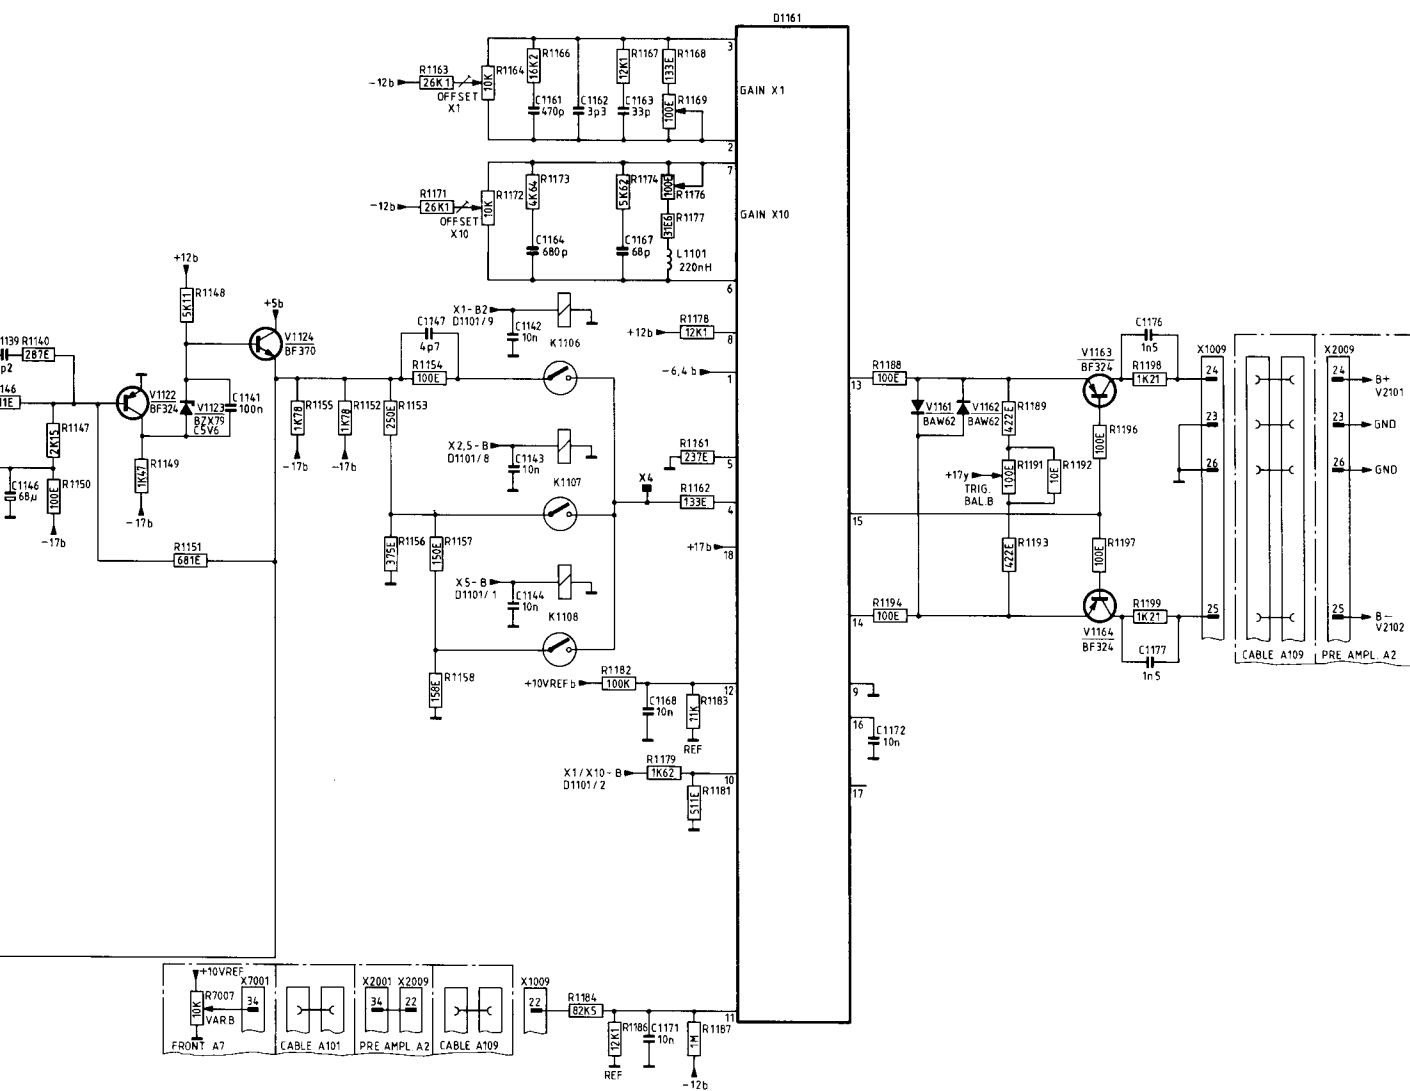 D1161
3
GAIN X1
2
7
GAIN X10
6
-12b
R1163
26K1
OFFSET
X1
R1164
10K
R1166
16K2
C1161
470p
C1162
3p3
R1167
12K1
C1163
33p
R1168
133E
R1169
100E
-12b
R1171
26K1
OFFSET
X10
R1172
10K
R1173
4K64
C1164
680p
R1174
5K62
C1167
68p
100E
R1176
R1177
31E6
L1101
220nH
+12b
R1148
5K11
+5b
V1124
BF370
1139
p2
R1140
287E
146
1E
R1147
2K15
V1122
BF324
V1123
BZX79
C5V6
C1141
100n
R1149
1K47
-17b
C1146
68µ
R1150
100E
-17b
R1151
681E
R1155
1K78
-17b
R1152
1K78
-17b
R1153
250E
C1147
4p7
R1154
100E
X1-B2
D1101/9
C1142
10n
K1106
X2,5-B
D1101/8
C1143
10n
K1107
R1156
375E
R1157
150E
X5-B
D1101/1
C1144
10n
K1108
R1158
158E
+12b
R1178
12K1
8
-6,4b
1
R1161
237E
5
X4
R1162
133E
4
+17b
18
+10VREFb
R1182
100K
12
C1168
10n
R1183
11K
REF
X1/X10-B
D1101/2
R1179
1K62
10
R1181
511E
13
R1188
100E
V1161
BAW62
V1162
BAW62
R1189
422E
+17y
TRIG.
BAL.B
R1191
100E
R1192
10E
R1193
422E
15
14
R1194
100E
V1163
BF324
R1196
100E
R1197
100E
V1164
BF324
C1176
1n5
R1198
1K21
R1199
1K21
C1177
1n5
X1009
24
23
26
25
CABLE A109
X2009
24
B+
V2101
23
GND
26
GND
25
B-
V2102
PRE AMPL. A2
9
16
C1172
10n
17
+10VREF
R7007
10K
VAR B
X7001
34
FRONT A7
CABLE A101
X2001
34
X2009
22
PRE AMPL. A2
CABLE A109
X1009
22
R1184
82K5
11
R1186
12K1
REF
C1171
10n
R1187
1M
-12b